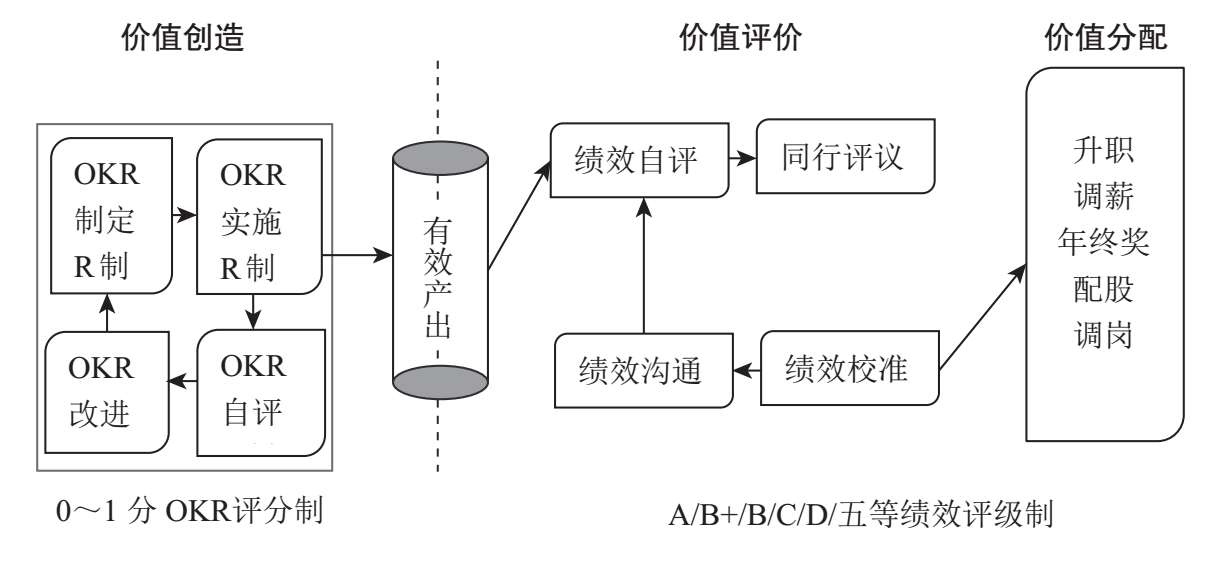 价值创造
价值评价
价值分配
OKR
制定
R制
OKR
实施
R制
OKR
改进
OKR
自评
有效产出
绩效自评
同行评议
绩效沟通
绩效校准
升职
调薪
年终奖
配股
调岗
0～1 分 OKR评分制
A/B+/B/C/D/五等绩效评级制